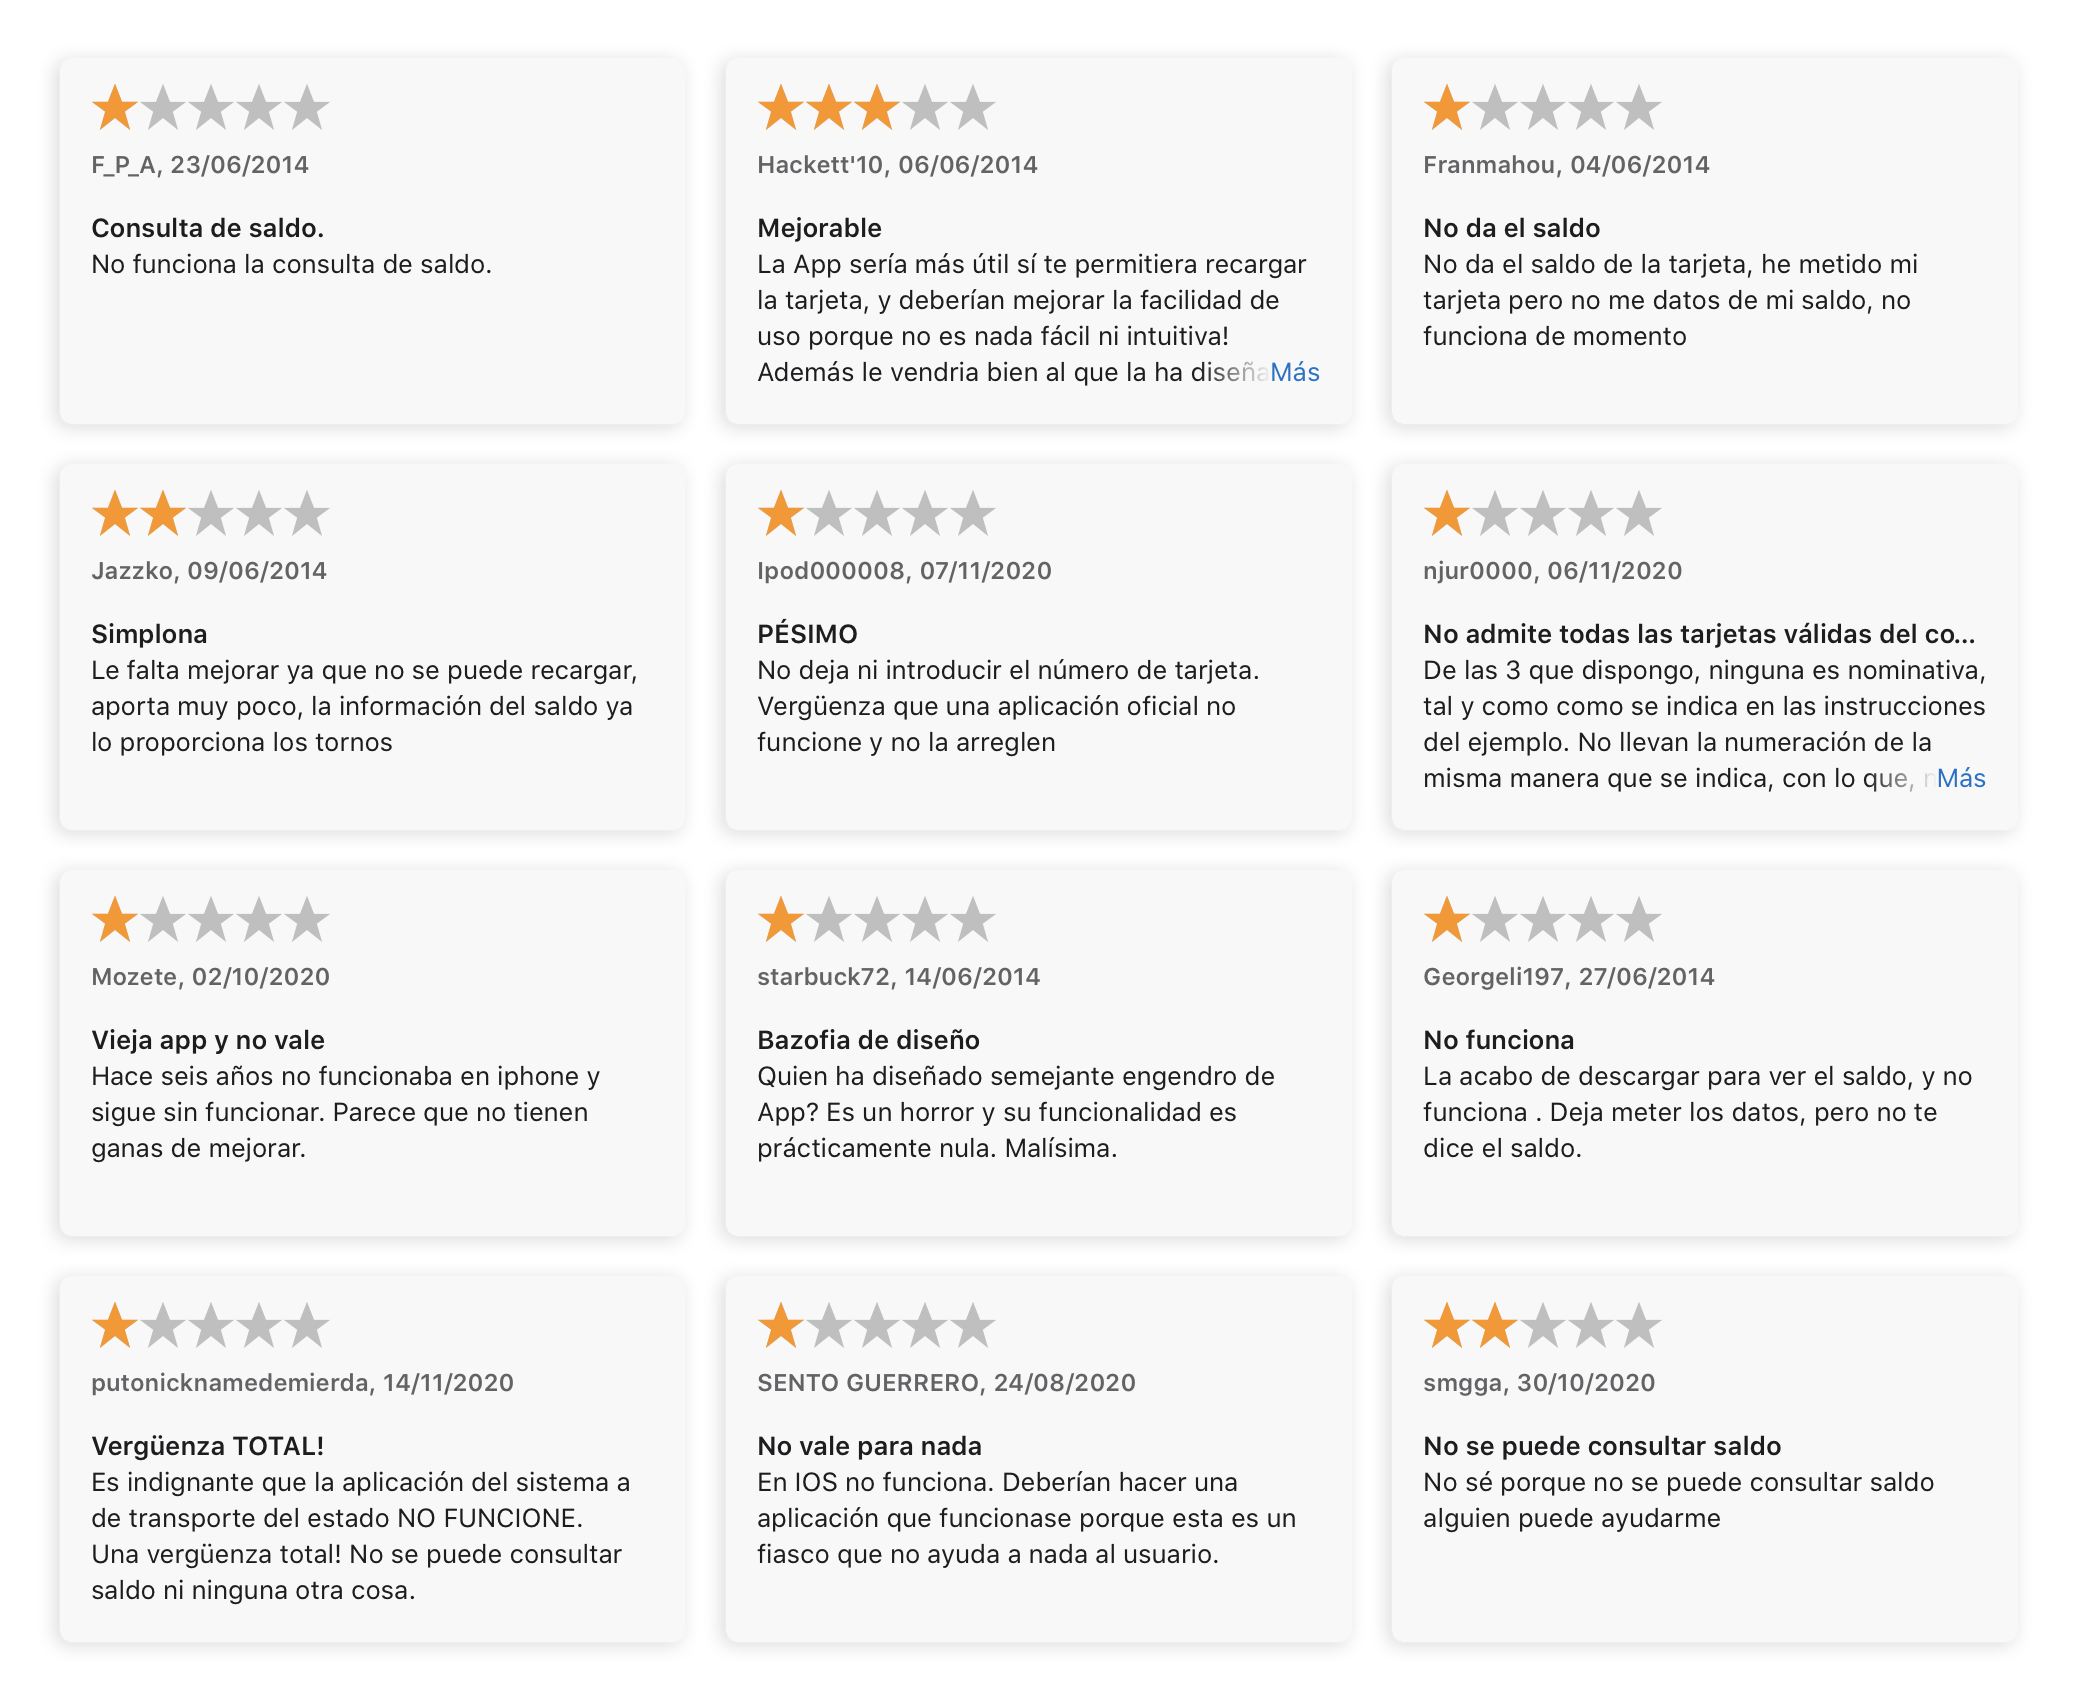 F_P_A, 23/06/2014
Consulta de saldo.
No funciona la consulta de saldo.
Hackett'10, 06/06/2014
Mejorable
La App sería más útil sí te permitiera recargar
la tarjeta, y deberían mejorar la facilidad de
uso porque no es nada fácil ni intuitiva!
Además le vendria bien al que la ha diseña Más
Franmahou, 04/06/2014
No da el saldo
No da el saldo de la tarjeta, he metido mi
tarjeta pero no me datos de mi saldo, no
funciona de momento
Jazzko, 09/06/2014
Simplona
Le falta mejorar ya que no se puede recargar,
aporta muy poco, la información del saldo ya
lo proporciona los tornos
Ipod000008, 07/11/2020
PÉSIMO
No deja ni introducir el número de tarjeta.
Vergüenza que una aplicación oficial no
funcione y no la arreglen
njur0000, 06/11/2020
No admite todas las tarjetas válidas del co...
De las 3 que dispongo, ninguna es nominativa,
tal y como como se indica en las instrucciones
del ejemplo. No llevan la numeración de la
misma manera que se indica, con lo que, Más
Mozete, 02/10/2020
Vieja app y no vale
Hace seis años no funcionaba en iphone y
sigue sin funcionar. Parece que no tienen
ganas de mejorar.
starbuck72, 14/06/2014
Bazofia de diseño
Quien ha diseñado semejante engendro de
App? Es un horror y su funcionalidad es
prácticamente nula. Malísima.
Georgeli197, 27/06/2014
No funciona
La acabo de descargar para ver el saldo, y no
funciona . Deja meter los datos, pero no te
dice el saldo.
putonicknamedemierda, 14/11/2020
Vergüenza TOTAL!
Es indignante que la aplicación del sistema a
de transporte del estado NO FUNCIONE.
Una vergüenza total! No se puede consultar
saldo ni ninguna otra cosa.
SENTO GUERRERO, 24/08/2020
No vale para nada
En IOS no funciona. Deberían hacer una
aplicación que funcionase porque esta es un
fiasco que no ayuda a nada al usuario.
smgga, 30/10/2020
No se puede consultar saldo
No sé porque no se puede consultar saldo
alguien puede ayudarme